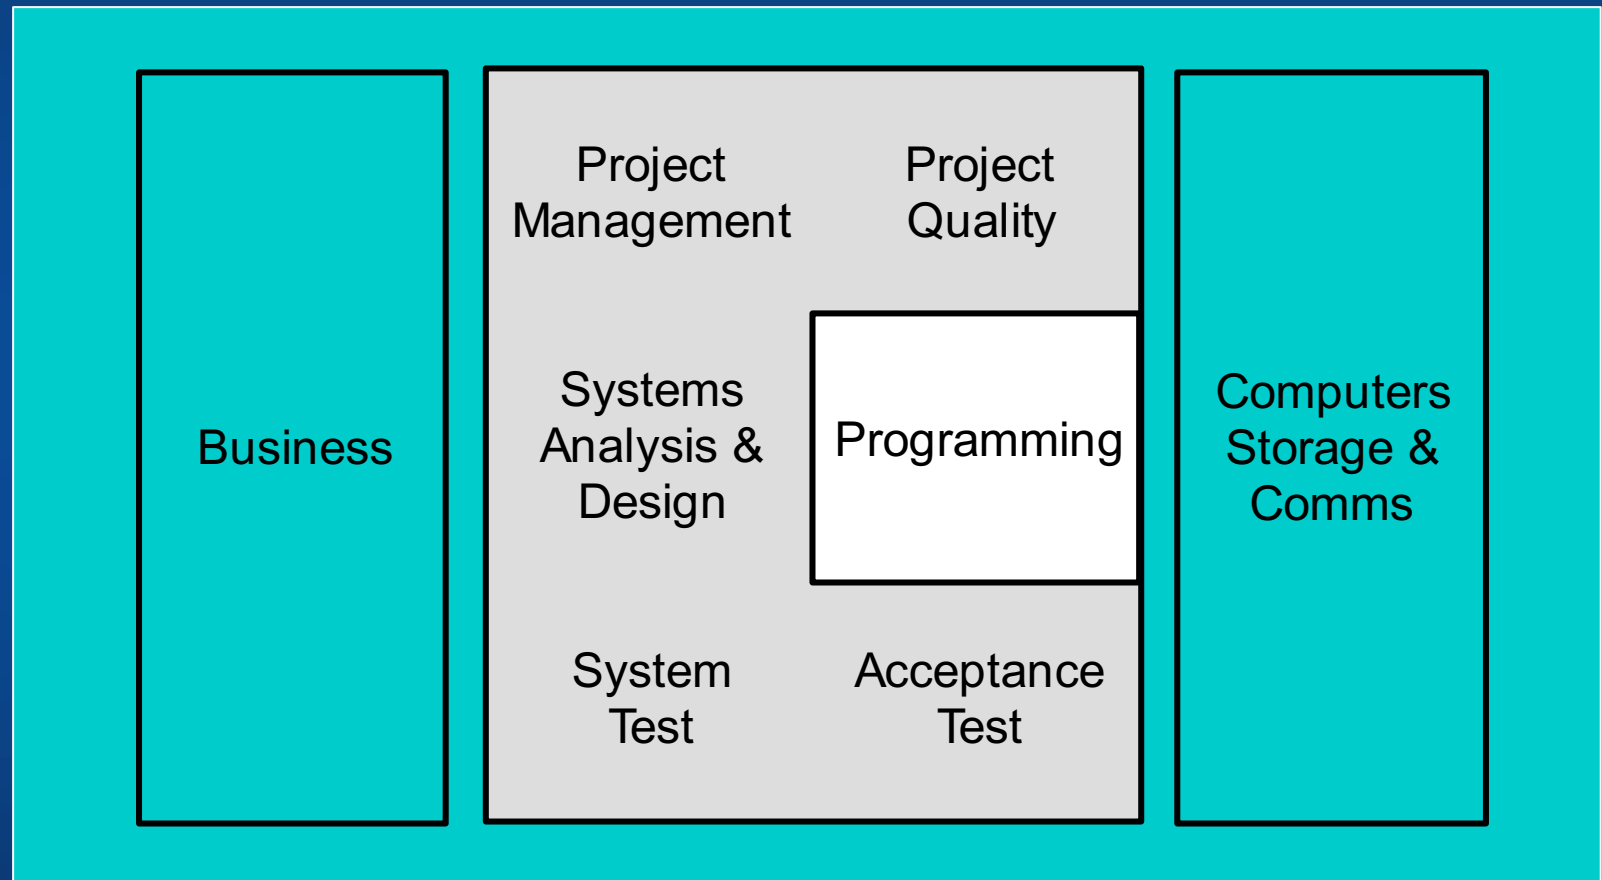 Project
Management
Project
Quality
Business
Systems
Analysis &
Design
Programming
Computers
Storage &
Comms
System
Test
Acceptance
Test